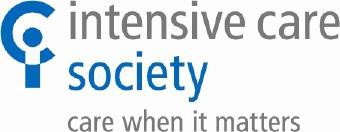 intensive care
society
care when it matters